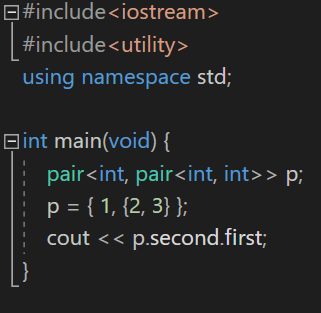 #include<iostream>
#include<utility>
using namespace std;
int main(void) {
pair<int, pair<int, int>> p;
p = { 1, {2, 3} };
cout << p.second.first;
}